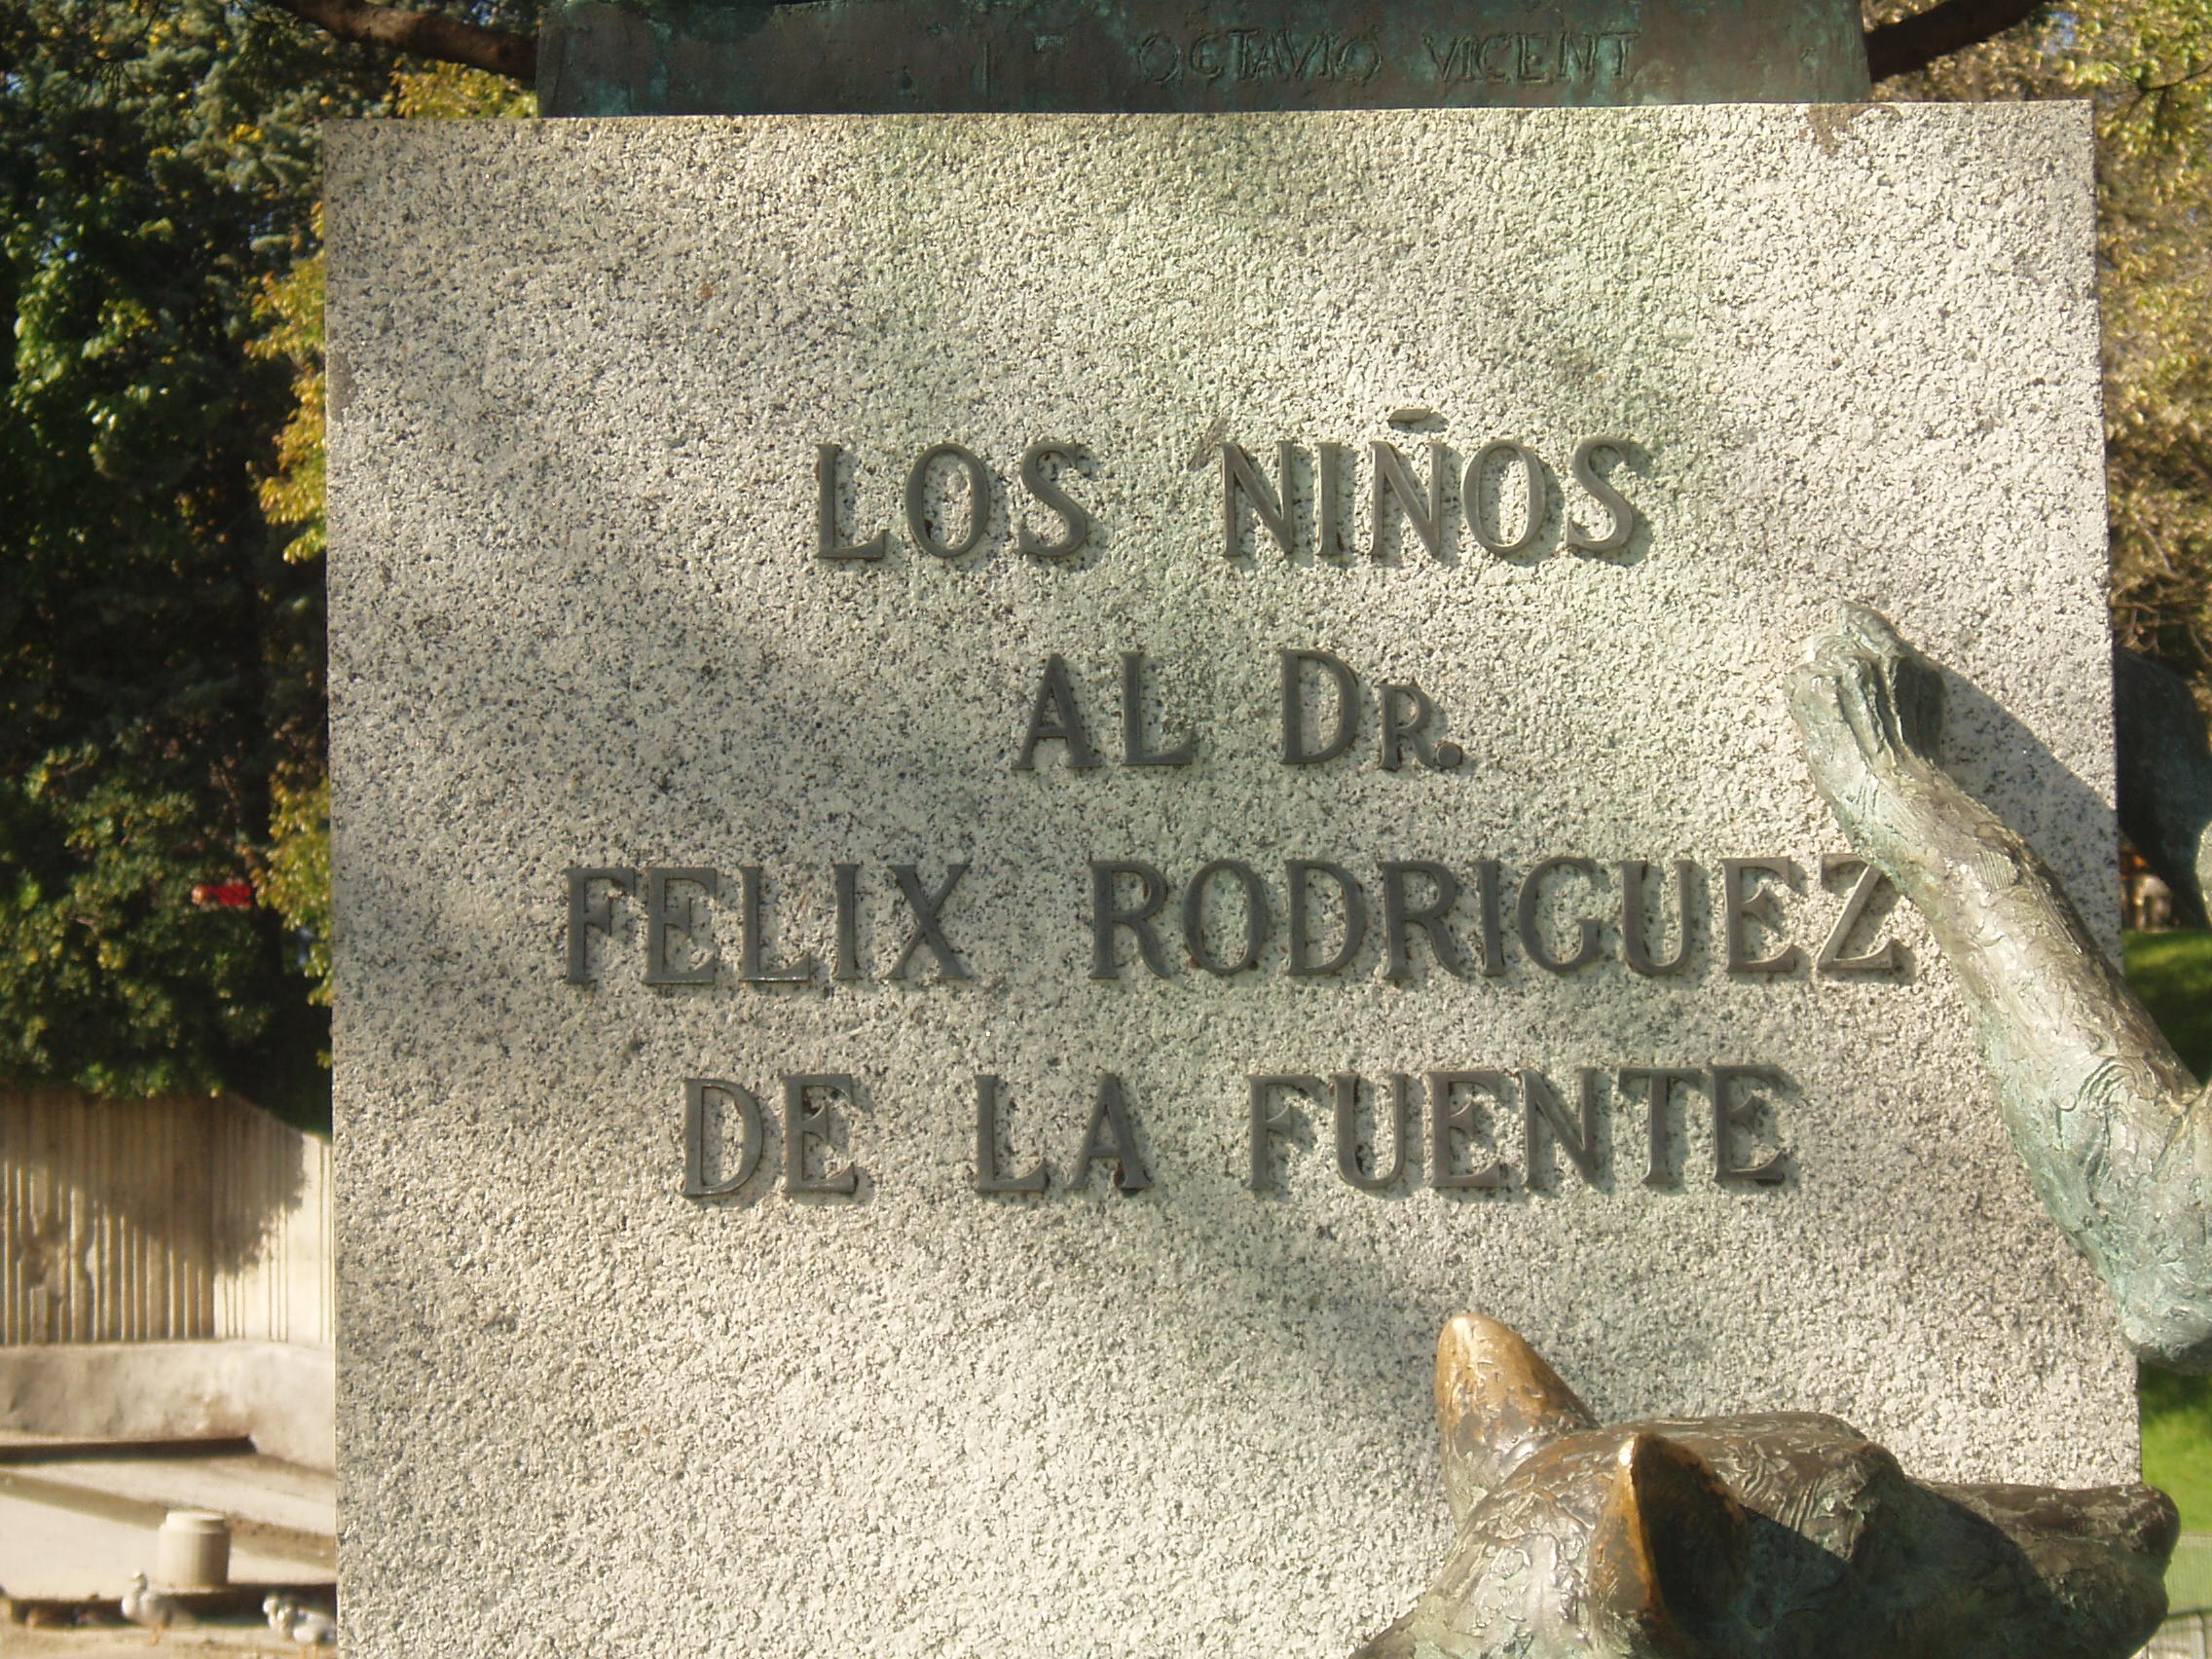 OCTAVIO VICENT
LOS NIÑOS
AL DR.
FELIX RODRIGUEZ
DE LA FUENTE